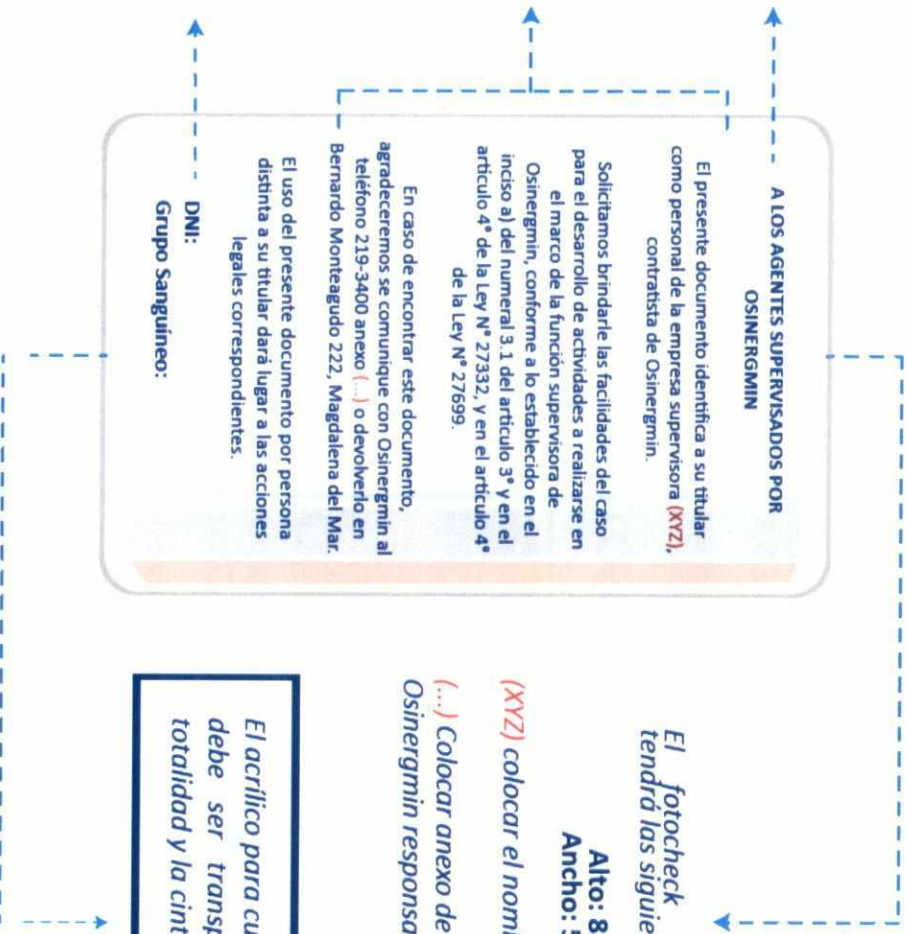 A LOS AGENTES SUPERVISADOS POR
OSINERGMIN
El presente documento identifica a su titular
como personal de la empresa supervisora (XYZ),
contratista de Osinergmin.
Solicitamos brindarle las facilidades del caso
para el desarrollo de actividades a realizarse en
el marco de la función supervisora de
Osinergmin, conforme a lo establecido en el
inciso a) del numeral 3.1 del artículo 3° y en el
artículo 4° de la Ley N° 27332, y en el artículo 4°
de la Ley N° 27699.
En caso de encontrar este documento,
agradeceremos se comunique con Osinergmin al
teléfono 219-3400 anexo (...) o devolverlo en
Bernardo Monteagudo 222, Magdalena del Mar.
El uso del presente documento por persona
distinta a su titular dará lugar a las acciones
legales correspondientes.
DNI:
Grupo Sanguíneo:
El fotocheck
tendrá las siguie
Alto: 8
Ancho: 5
(XYZ) colocar el nom
(...) Colocar anexo de
Osinergmin responsa
El acrílico para cu
debe ser transp
totalidad y la cint